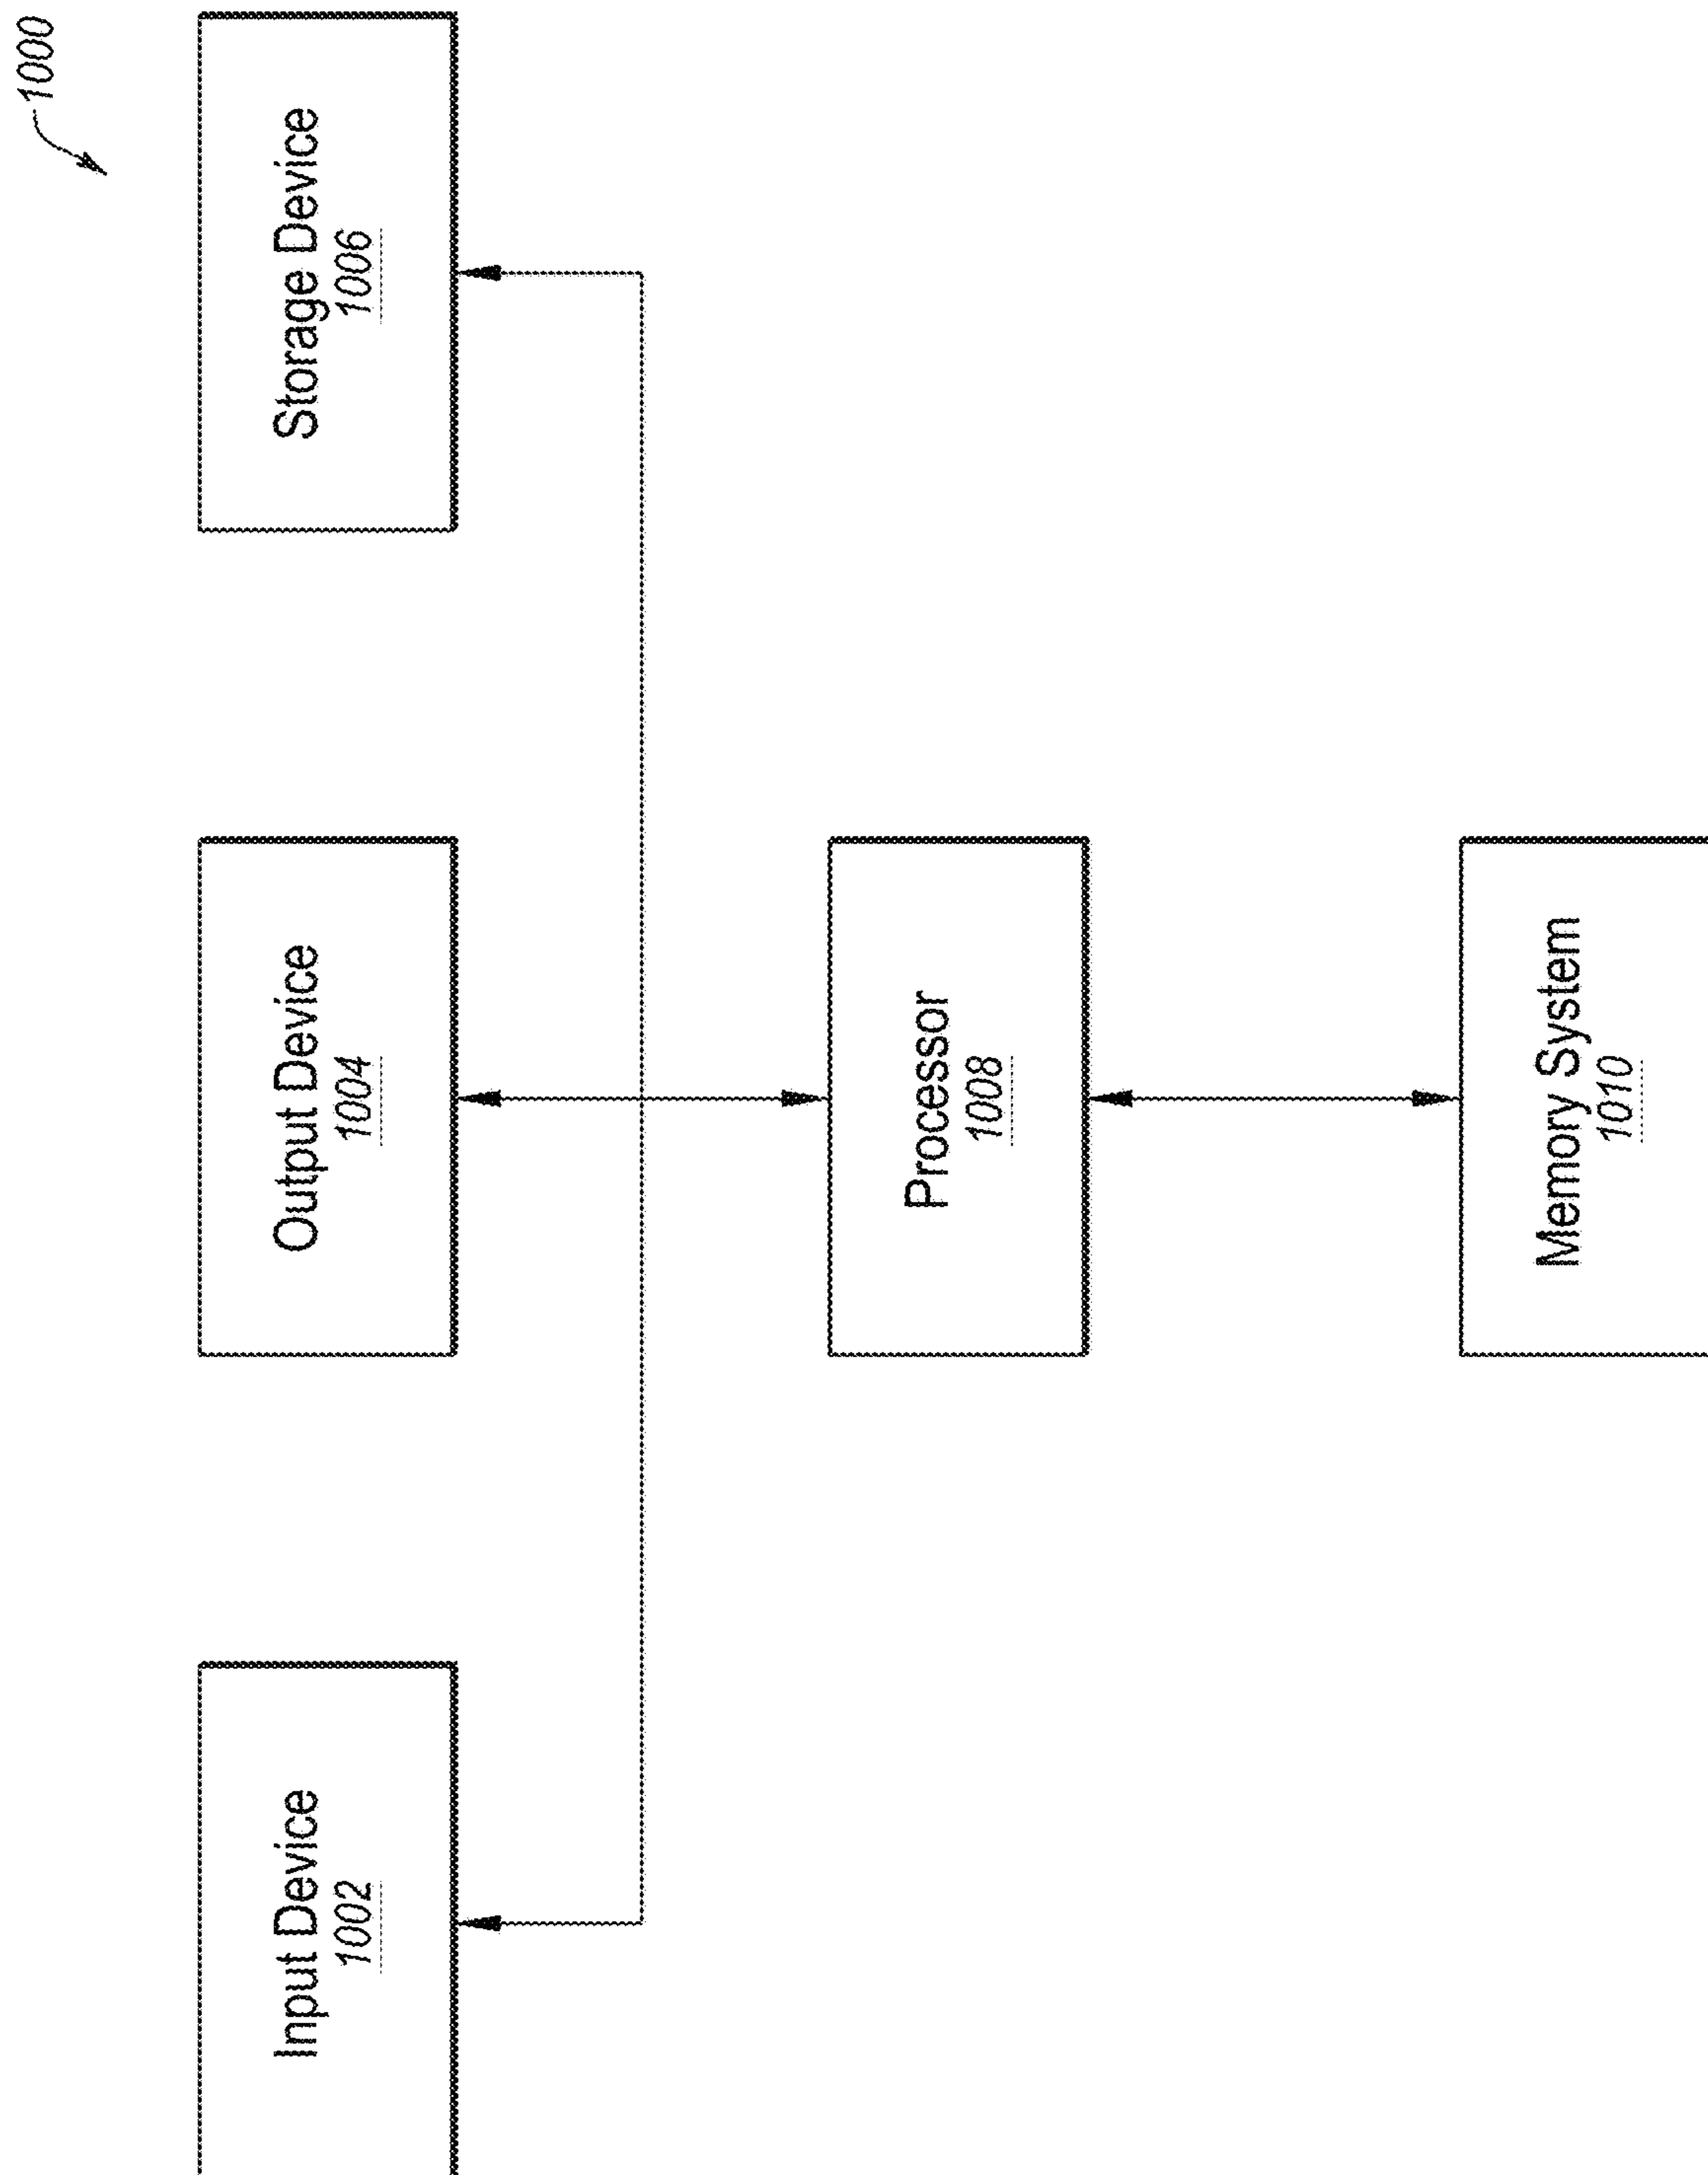 1000
Input Device
1002
Output Device
1004
Storage Device
1006
Processor
1008
Memory System
1010